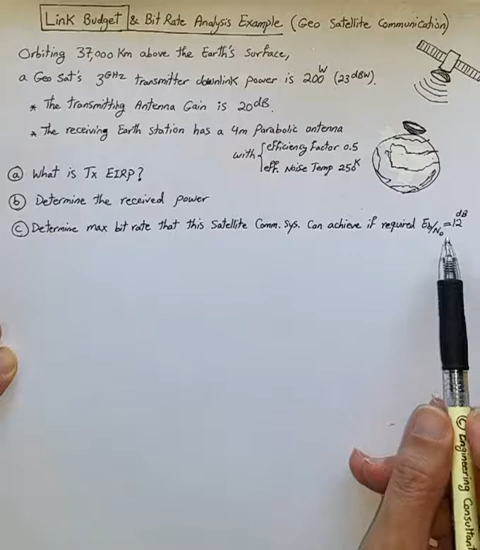 Link Budget & Bit Rate Analysis Example (Geo Satellite Communication)
Orbiting 37,000 Km above the Earth's surface,
a Geo Sat's 3GHz transmitter downlink power is 200W (23dBW).
* The transmitting Antenna Gain is 20dB.
* The receiving Earth station has a 4m Parabolic antenna
with { efficiency Factor 0.5
eff. Noise Temp 250K
(a) What is Tx EIRP?
(b) Determine the received power
(c) Determine max bit rate that this Satellite Comm. Sys. Can achieve if required Eb/No = 12dB
© Engineering Consultant